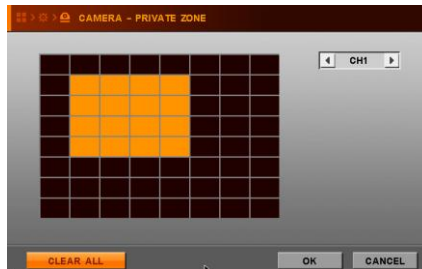 > > CAMERA - PRIVATE ZONE
CH1
CLEAR ALL
OK
CANCEL